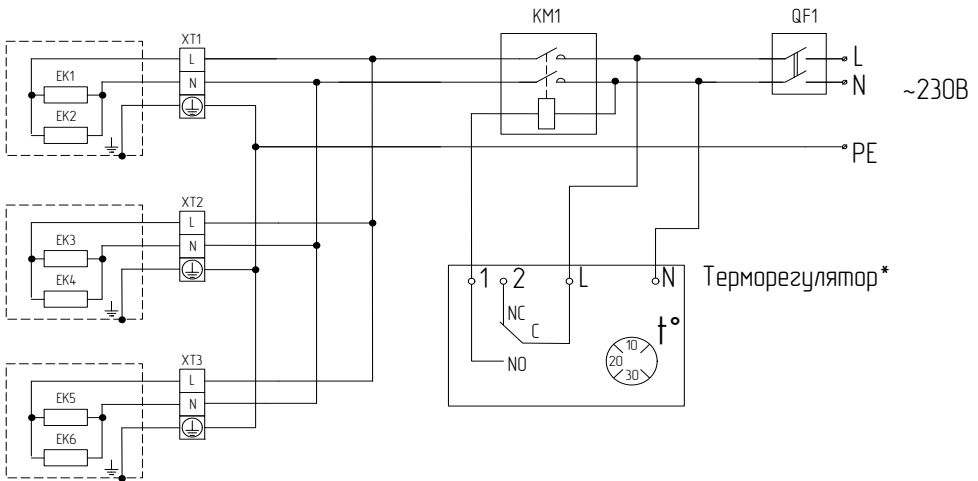 KM1
QF1
XT1
L
N
EK1
EK2
L
N
~230В
PE
XT2
L
N
EK3
EK4
1
2
L
N
Терморегулятор*
NC
C
NO
t°
10
20
30
XT3
L
N
EK5
EK6